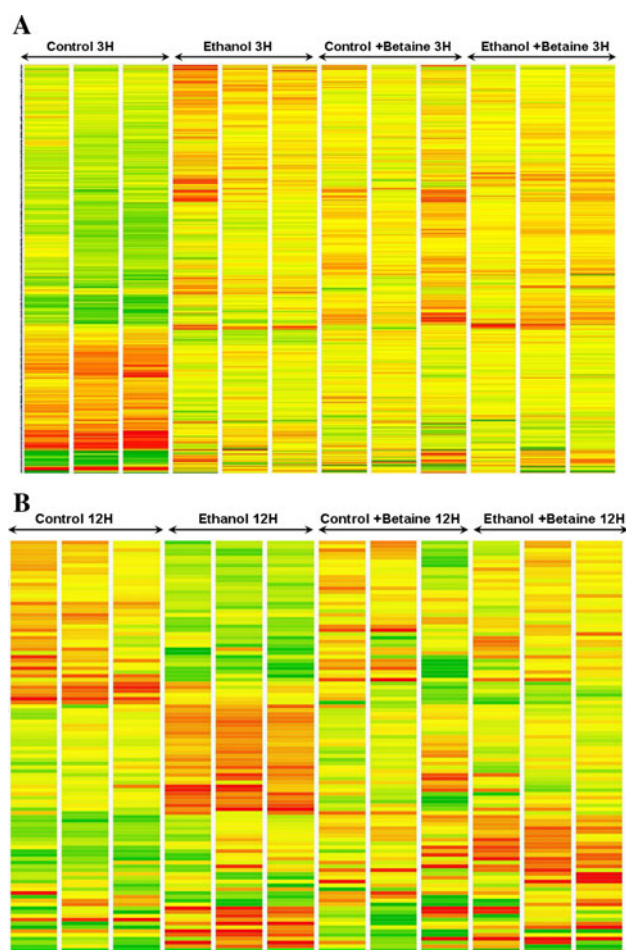 A
Control 3H
Ethanol 3H
Control +Betaine 3H
Ethanol +Betaine 3H
B
Control 12H
Ethanol 12H
Control +Betaine 12H
Ethanol +Betaine 12H